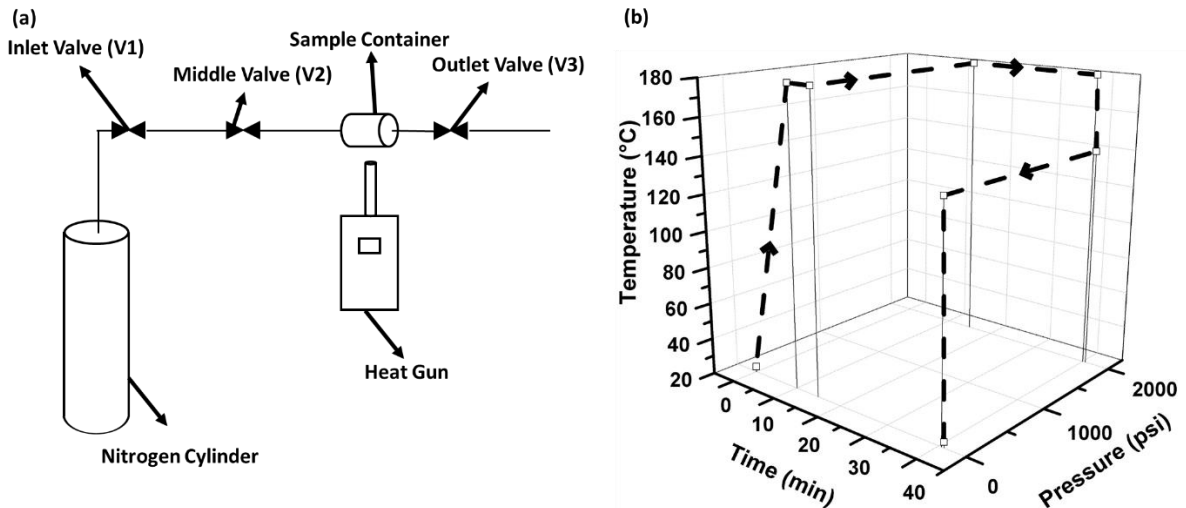 (a)
Inlet Valve (V1)
Middle Valve (V2)
Sample Container
Outlet Valve (V3)
Heat Gun
Nitrogen Cylinder
(b)
Temperature (°C)
180
160
140
120
100
80
60
40
20
0
10
20
30
40
Time (min)
0
1000
2000
Pressure (psi)